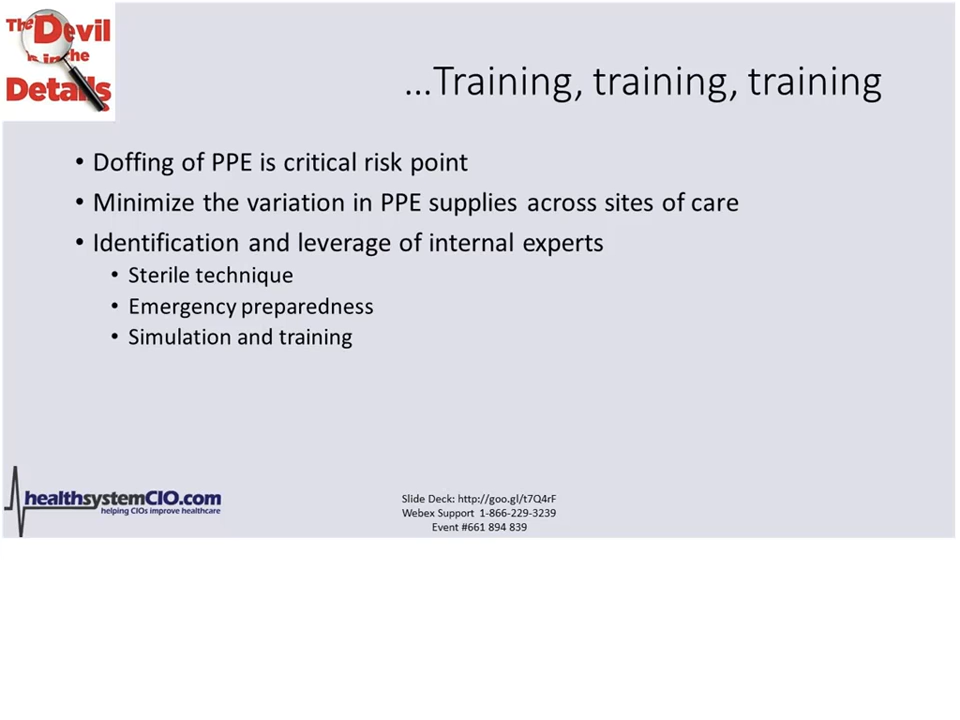 The Devil
is in the
Details
...Training, training, training
• Doffing of PPE is critical risk point
• Minimize the variation in PPE supplies across sites of care
• Identification and leverage of internal experts
• Sterile technique
• Emergency preparedness
• Simulation and training
healthsystemCIO.com
helping CIOs improve healthcare
Slide Deck: http://goo.gl/t7Q4rF
Webex Support 1-866-229-3239
Event #661 894 839